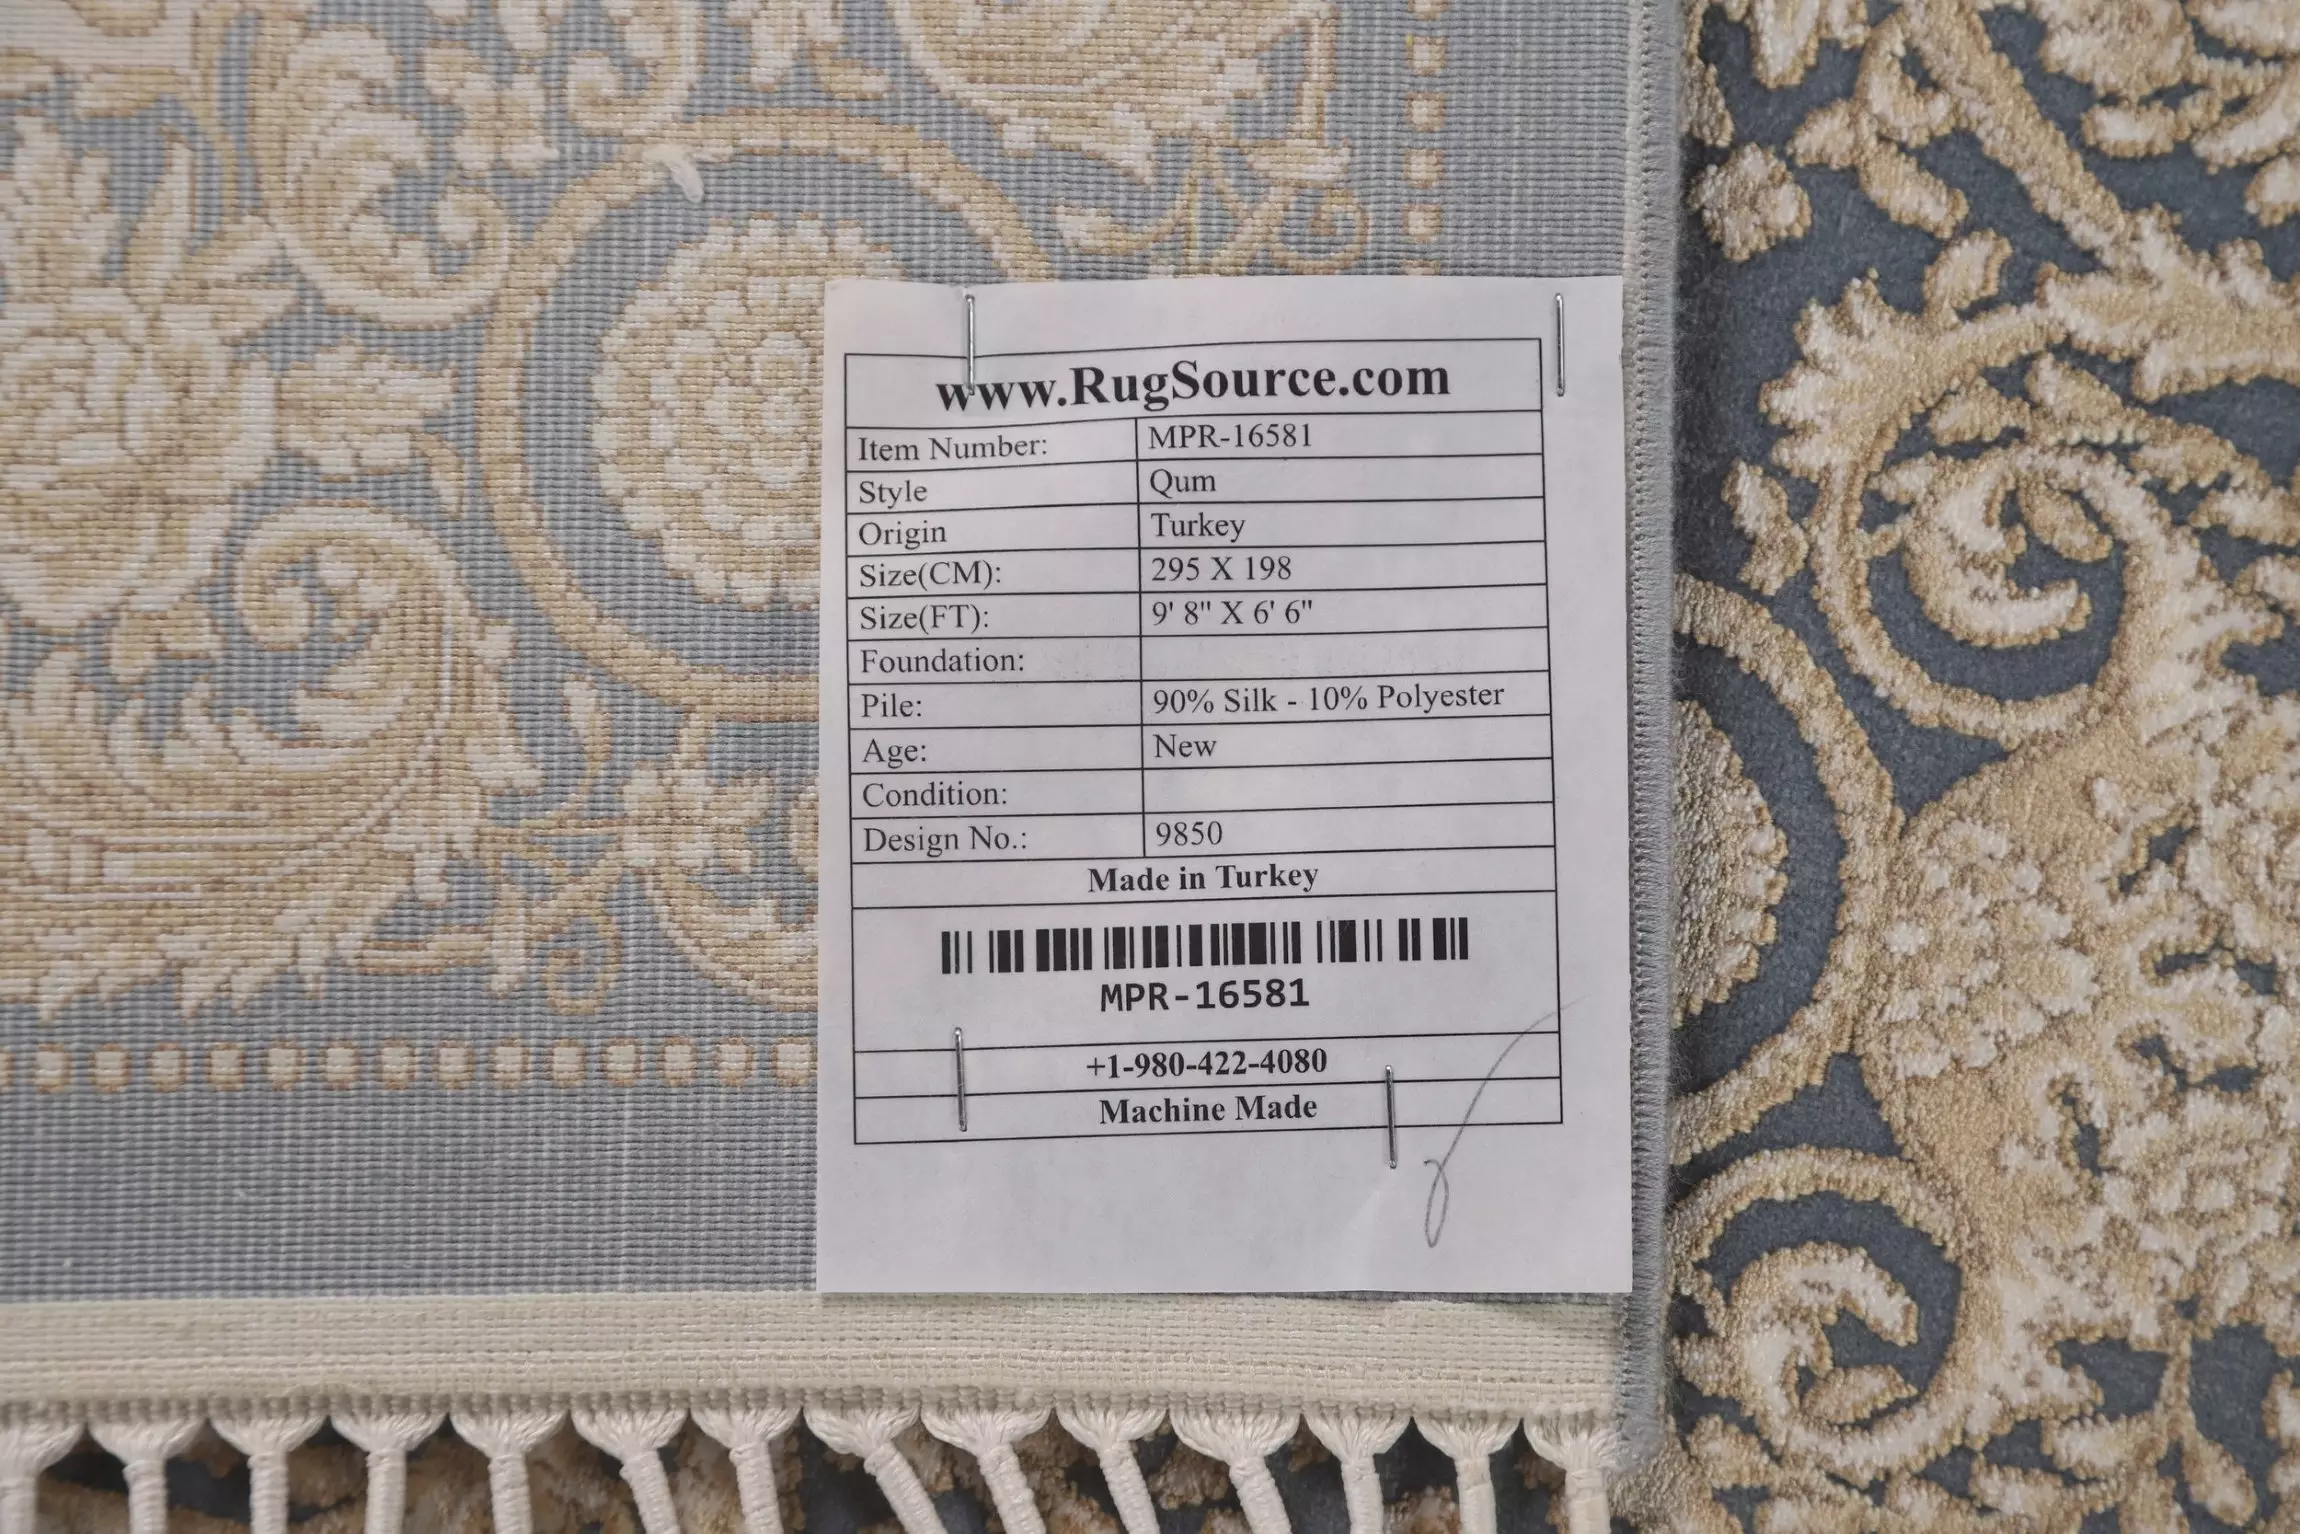 www.RugSource.com
Item Number: MPR-16581
Style Qum
Origin Turkey
Size(CM): 295 X 198
Size(FT): 9' 8" X 6' 6"
Foundation:
Pile: 90% Silk - 10% Polyester
Age: New
Condition:
Design No.: 9850
Made in Turkey
MPR-16581
+1-980-422-4080
Machine Made